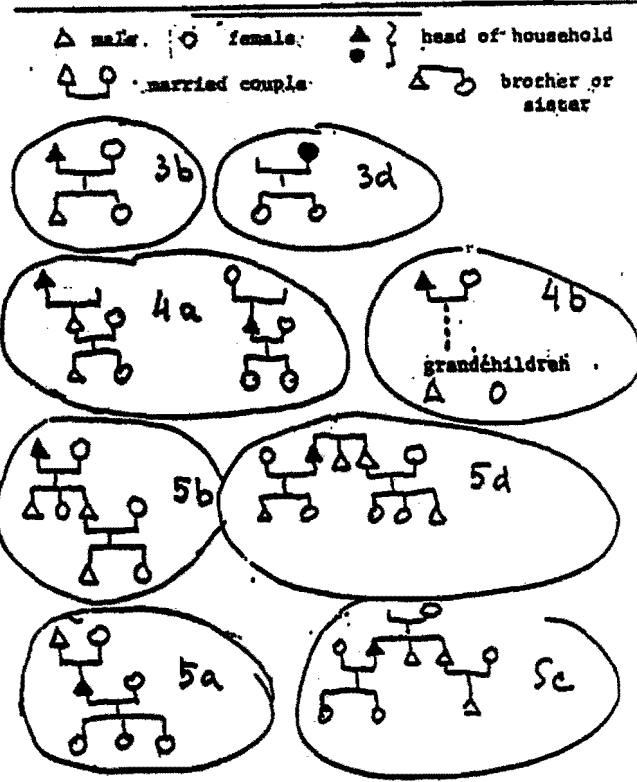 male. female. head of household
married couple brother or
sister
3b 3d
4a 4b
grandchildren
5b 5d
5a 5c